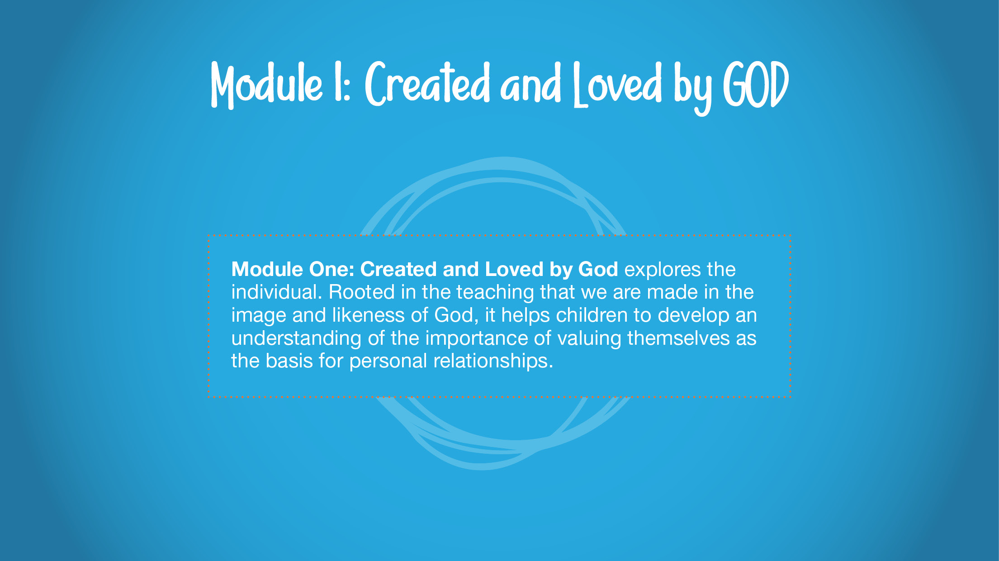 Module 1: Created and Loved by GOD
Module One: Created and Loved by God explores the
individual. Rooted in the teaching that we are made in the
image and likeness of God, it helps children to develop an
understanding of the importance of valuing themselves as
the basis for personal relationships.